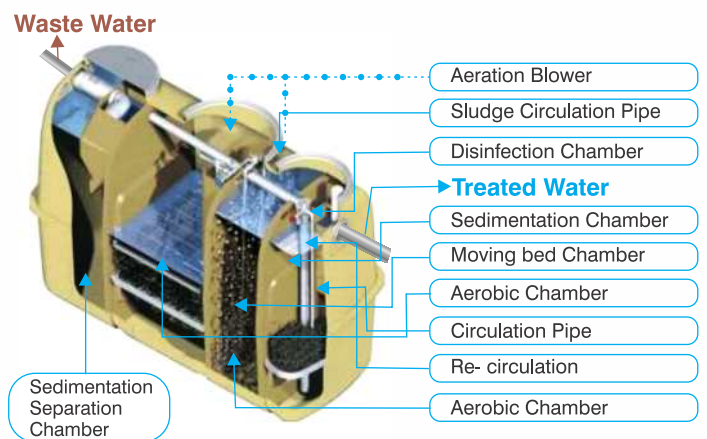 Waste Water
Aeration Blower
Sludge Circulation Pipe
Disinfection Chamber
Treated Water
Sedimentation Chamber
Moving bed Chamber
Aerobic Chamber
Circulation Pipe
Re- circulation
Aerobic Chamber
Sedimentation
Separation
Chamber